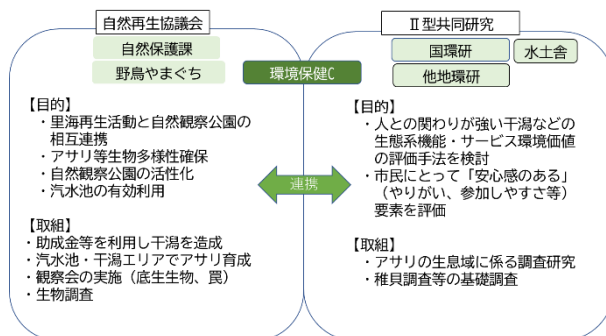 自然再生協議会
自然保護課
野鳥やまぐち
環境保健C
【目的】
・里海再生活動と自然観察公園の
相互連携
・アサリ等生物多様性確保
・自然観察公園の活性化
・汽水池の有効利用
【取組】
・助成金等を利用し干潟を造成
・汽水池・干潟エリアでアサリ育成
・観察会の実施（底生生物、罠）
・生物調査
連携
Ⅱ型共同研究
国環研
水土舎
他地環研
【目的】
・人との関わりが強い干潟などの
生態系機能・サービス環境価値
の評価手法を検討
・市民にとって「安心感のある」
（やりがい、参加しやすさ等）
要素を評価
【取組】
・アサリの生息域に係る調査研究
・稚貝調査等の基礎調査